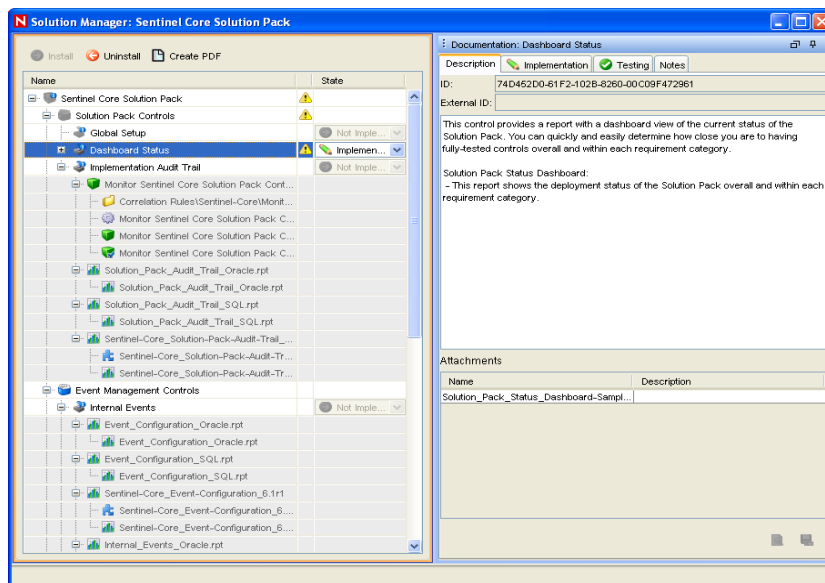 Solution Manager: Sentinel Core Solution Pack
Install Uninstall Create PDF
Name State
Sentinel Core Solution Pack
Solution Pack Controls
Global Setup Not Imple...
Dashboard Status Implemen...
Implementation Audit Trail Not Imple...
Monitor Sentinel Core Solution Pack Cont...
Correlation Rules\Sentinel-Core\Monit...
Monitor Sentinel Core Solution Pack C...
Monitor Sentinel Core Solution Pack C...
Monitor Sentinel Core Solution Pack C...
Solution_Pack_Audit_Trail_Oracle.rpt
Solution_Pack_Audit_Trail_Oracle.rpt
Solution_Pack_Audit_Trail_SQL.rpt
Solution_Pack_Audit_Trail_SQL.rpt
Sentinel-Core_Solution-Pack-Audit-Trail_...
Sentinel-Core_Solution-Pack-Audit-Tr...
Sentinel-Core_Solution-Pack-Audit-Tr...
Event Management Controls
Internal Events Not Imple...
Event_Configuration_Oracle.rpt
Event_Configuration_Oracle.rpt
Event_Configuration_SQL.rpt
Event_Configuration_SQL.rpt
Sentinel-Core_Event-Configuration_6.1r1
Sentinel-Core_Event-Configuration_6....
Sentinel-Core_Event-Configuration_6....
Internal_Events_Oracle.rpt
Documentation: Dashboard Status
Description Implementation Testing Notes
ID: 74D452D0-61F2-102B-8260-00C09F472961
External ID:
This control provides a report with a dashboard view of the current status of the
Solution Pack. You can quickly and easily determine how close you are to having
fully-tested controls overall and within each requirement category.
Solution Pack Status Dashboard:
- This report shows the deployment status of the Solution Pack overall and within each
requirement category.
Attachments
Name Description
Solution_Pack_Status_Dashboard-Sampl...